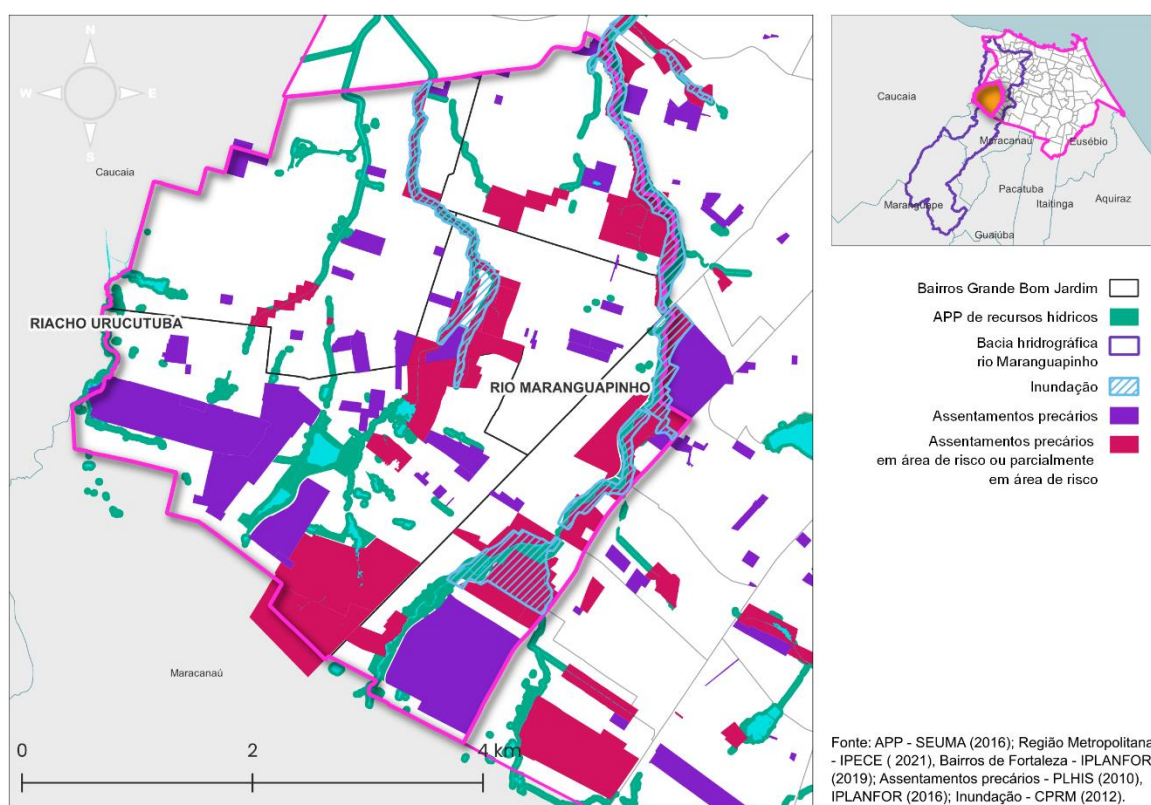 N
W
E
S
Caucaia
RIACHO URUCUTUBA
RIO MARANGUAPINHO
Maracanaú
0
2
4 km
Caucaia
Maracanaú
Eusébio
Pacatuba
Itaitinga
Aquiraz
Maranguape
Guaiúba
Bairros Grande Bom Jardim
APP de recursos hídricos
Bacia hridrográfica
rio Maranguapinho
Inundação
Assentamentos precários
Assentamentos precários
em área de risco ou parcialmente
em área de risco
Fonte: APP - SEUMA (2016); Região Metropolitana
- IPECE ( 2021), Bairros de Fortaleza - IPLANFOR
(2019); Assentamentos precários - PLHIS (2010),
IPLANFOR (2016); Inundação - CPRM (2012).